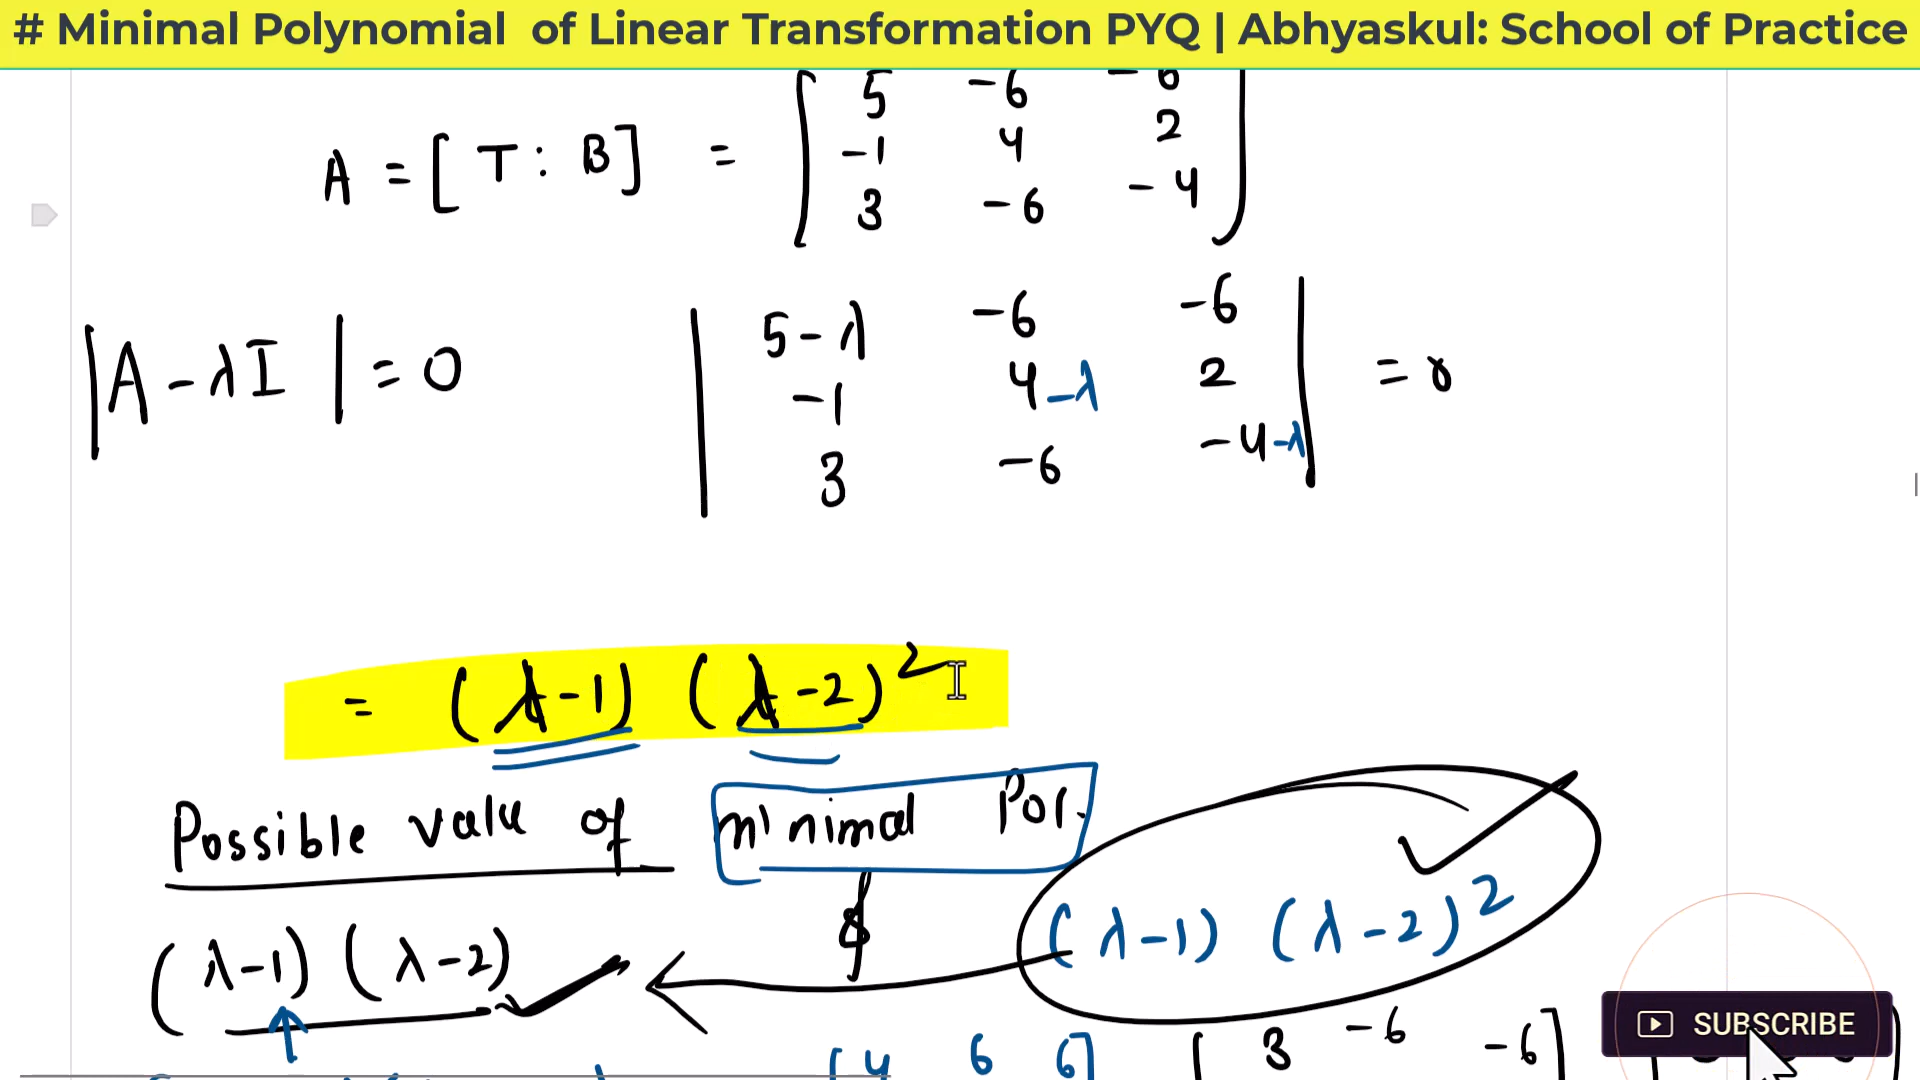 # Minimal Polynomial of Linear Transformation PYQ | Abhyaskul: School of Practice
5 -6 -6
A = [T : B] = -1 4 2
3 -6 -4
5-λ -6 -6
|A - λI| = 0 -1 4-λ 2 = 0
3 -6 -4-λ
= (λ-1) (λ-2)²
Possible value of minimal Pol.
(λ-1) (λ-2)²
(λ-1) (λ-2)
3 -6 -6
4 6 6
SUBSCRIBE